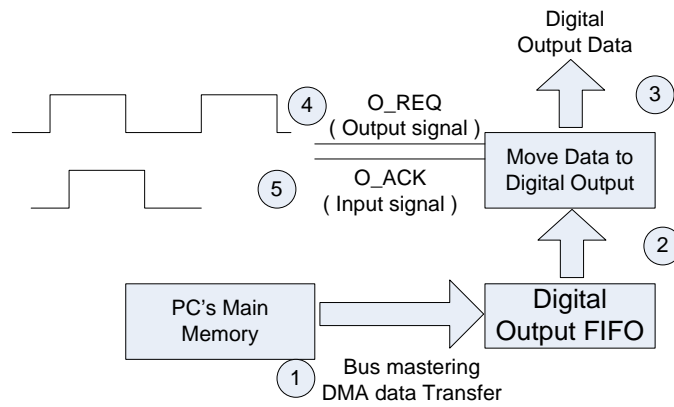 Digital
Output Data
3
4
O_REQ
( Output signal )
Move Data to
Digital Output
5
O_ACK
( Input signal )
2
PC's Main
Memory
Digital
Output FIFO
1
Bus mastering
DMA data Transfer